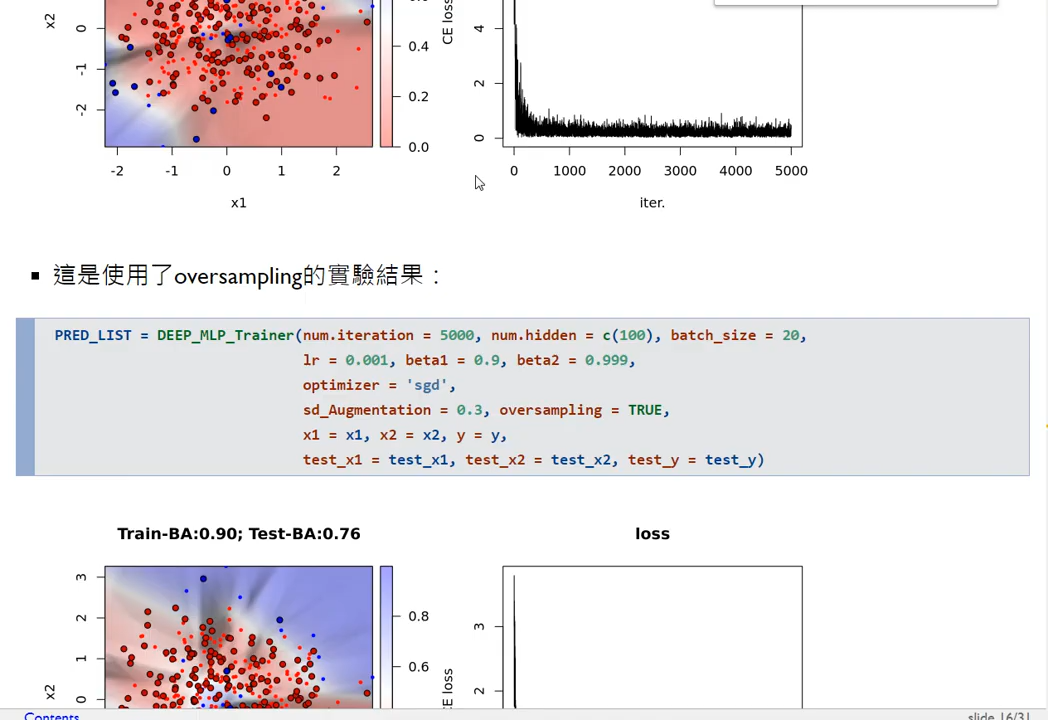 x2
0
-1
-2
-2
-1
0
1
2
x1
0.4
0.2
0.0
CE loss
4
2
0
0
1000
2000
3000
4000
5000
iter.
這是使用了oversampling的實驗結果：
PRED_LIST = DEEP_MLP_Trainer(num.iteration = 5000, num.hidden = c(100), batch_size = 20,
lr = 0.001, beta1 = 0.9, beta2 = 0.999,
optimizer = 'sgd',
sd_Augmentation = 0.3, oversampling = TRUE,
x1 = x1, x2 = x2, y = y,
test_x1 = test_x1, test_x2 = test_x2, test_y = test_y)
Train-BA:0.90; Test-BA:0.76
3
2
1
0
x2
0.8
0.6
loss
CE loss
3
2
Contents
slide 16/31